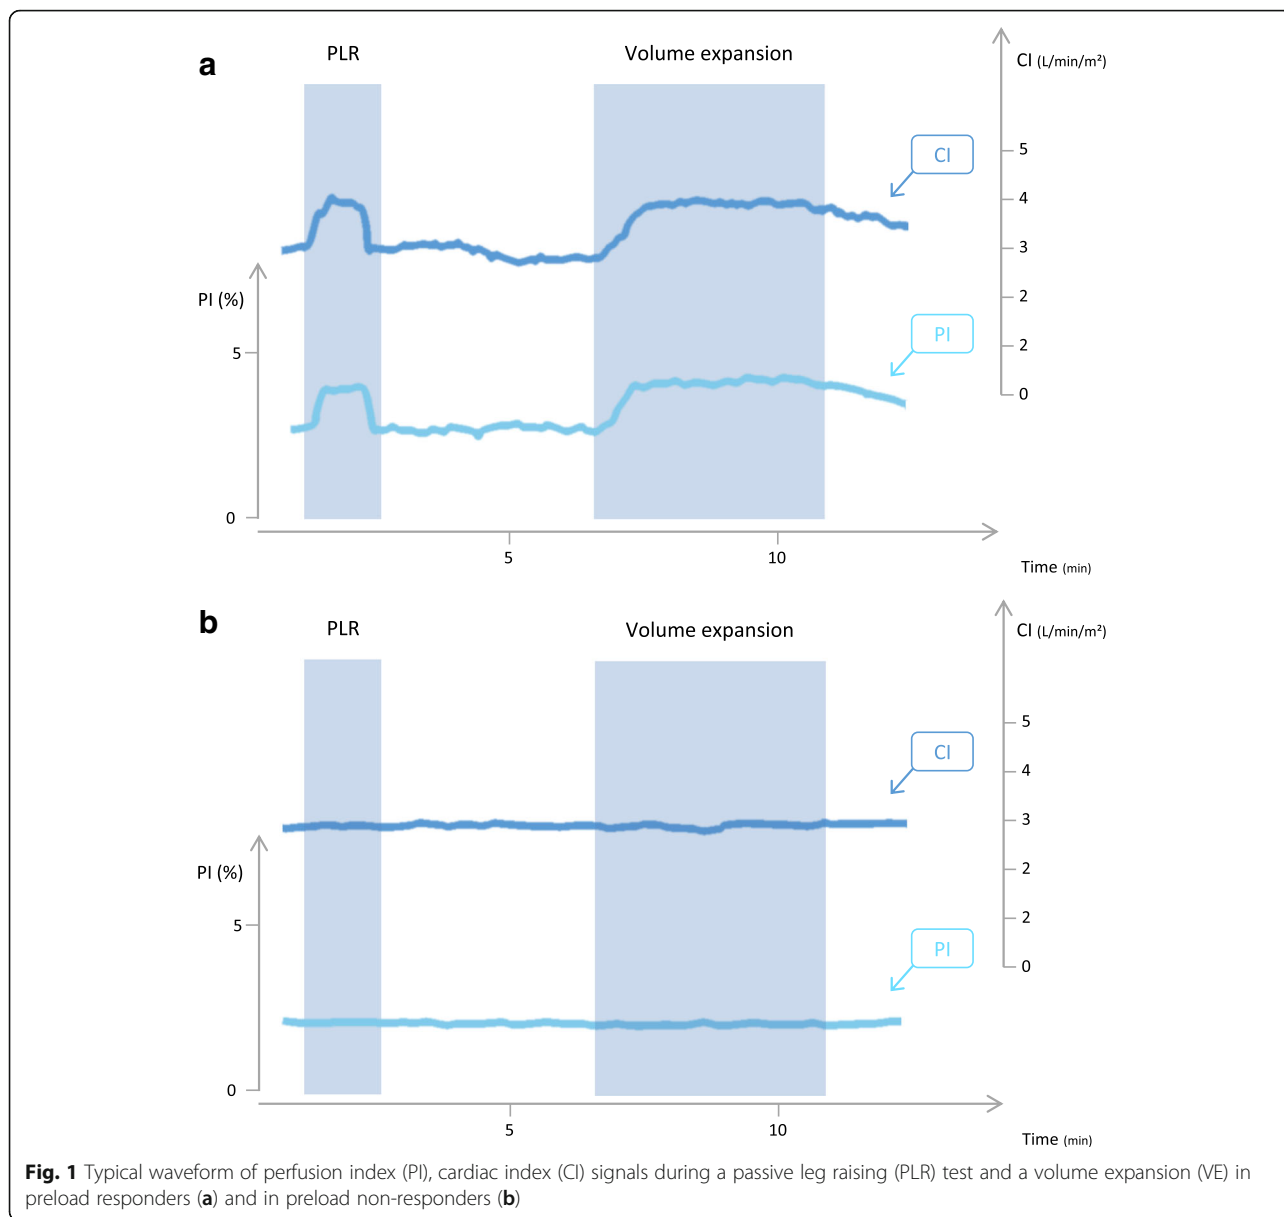 a
PLR
Volume expansion
CI (L/min/m²)
CI
5
4
3
2
2
0
PI (%)
5
0
PI
5
10
Time (min)
b
PLR
Volume expansion
CI (L/min/m²)
CI
5
4
3
2
2
0
PI (%)
5
0
PI
5
10
Time (min)
Fig. 1 Typical waveform of perfusion index (PI), cardiac index (CI) signals during a passive leg raising (PLR) test and a volume expansion (VE) in
preload responders (a) and in preload non-responders (b)